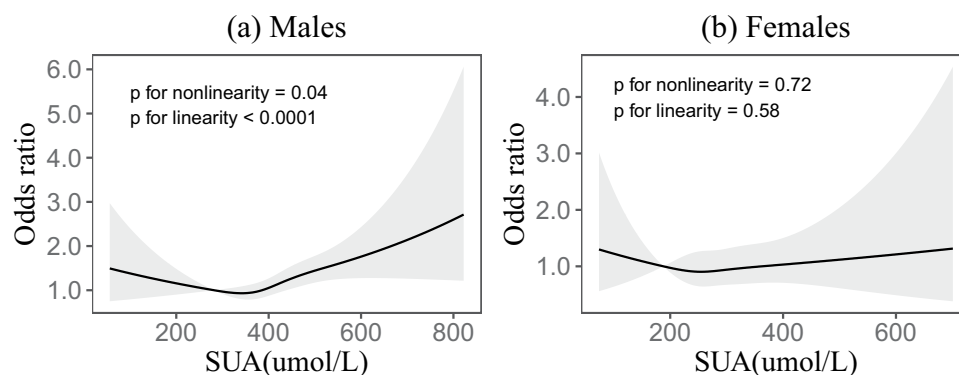 (a) Males
6.0
5.0
4.0
3.0
2.0
1.0
Odds ratio
p for nonlinearity = 0.04
p for linearity < 0.0001
200
400
600
800
SUA(umol/L)
(b) Females
4.0
3.0
2.0
1.0
Odds ratio
p for nonlinearity = 0.72
p for linearity = 0.58
200
400
600
SUA(umol/L)